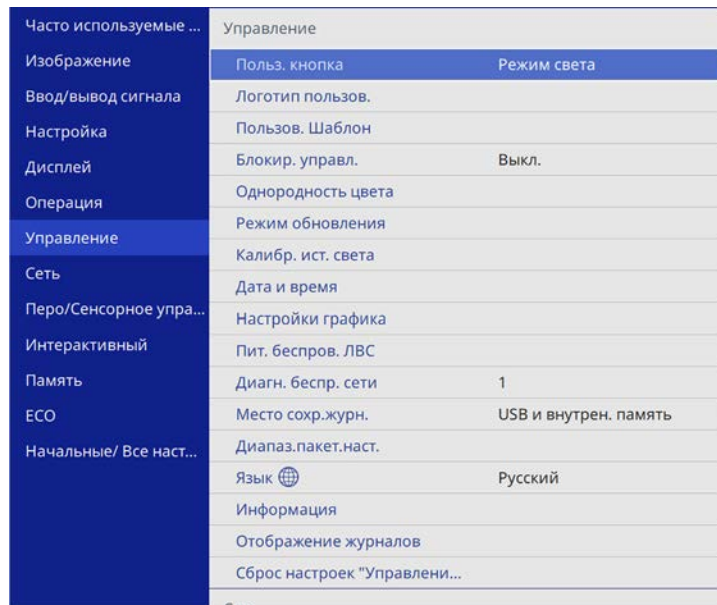 Часто используемые ...
Изображение
Ввод/вывод сигнала
Настройка
Дисплей
Операция
Управление
Сеть
Перо/Сенсорное упра...
Интерактивный
Память
ECO
Начальные/ Все наст...
Управление
Польз. кнопка Режим света
Логотип пользов.
Пользов. Шаблон
Блокир. управл. Выкл.
Однородность цвета
Режим обновления
Калибр. ист. света
Дата и время
Настройки графика
Пит. беспров. ЛВС
Диагн. беспр. сети 1
Место сохр.журн. USB и внутрен. память
Диапаз.пакет.наст.
Язык Русский
Информация
Отображение журналов
Сброс настроек "Управлени...